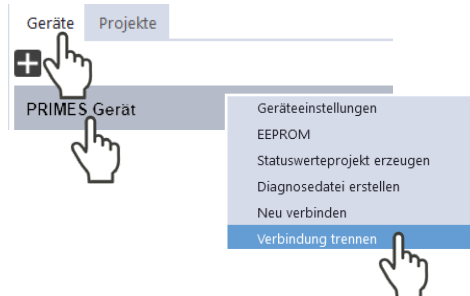 Geräte Projekte
PRIMES Gerät
Geräteeinstellungen
EEPROM
Statuswerteprojekt erzeugen
Diagnosedatei erstellen
Neu verbinden
Verbindung trennen